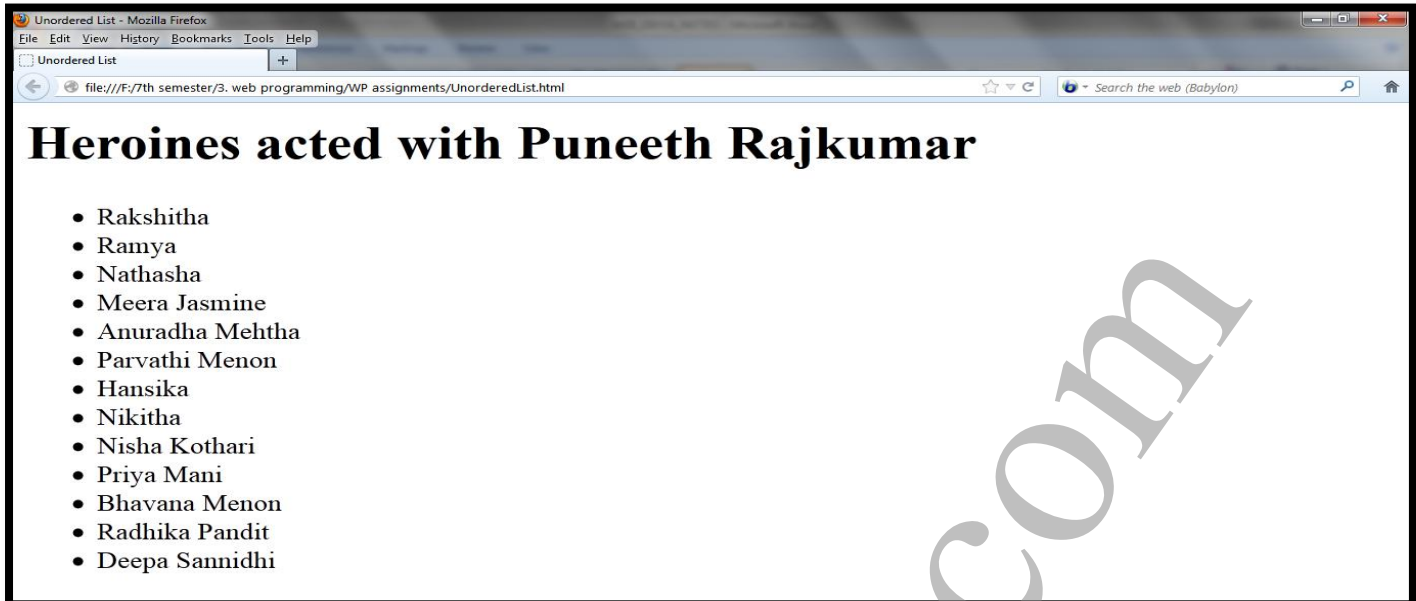 Unordered List - Mozilla Firefox
File Edit View History Bookmarks Tools Help
Unordered List +
file:///F:/7th semester/3. web programming/WP assignments/UnorderedList.html Search the web (Babylon)
Heroines acted with Puneeth Rajkumar
• Rakshitha
• Ramya
• Nathasha
• Meera Jasmine
• Anuradha Mehtha
• Parvathi Menon
• Hansika
• Nikitha
• Nisha Kothari
• Priya Mani
• Bhavana Menon
• Radhika Pandit
• Deepa Sannidhi
com